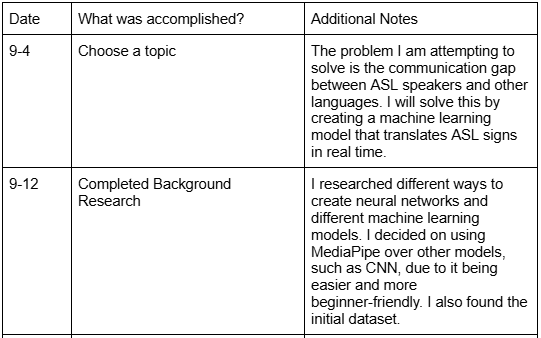 Date
What was accomplished?
Additional Notes
9-4
Choose a topic
The problem I am attempting to
solve is the communication gap
between ASL speakers and other
languages. I will solve this by
creating a machine learning
model that translates ASL signs
in real time.
9-12
Completed Background
Research
I researched different ways to
create neural networks and
different machine learning
models. I decided on using
MediaPipe over other models,
such as CNN, due to it being
easier and more
beginner-friendly. I also found the
initial dataset.